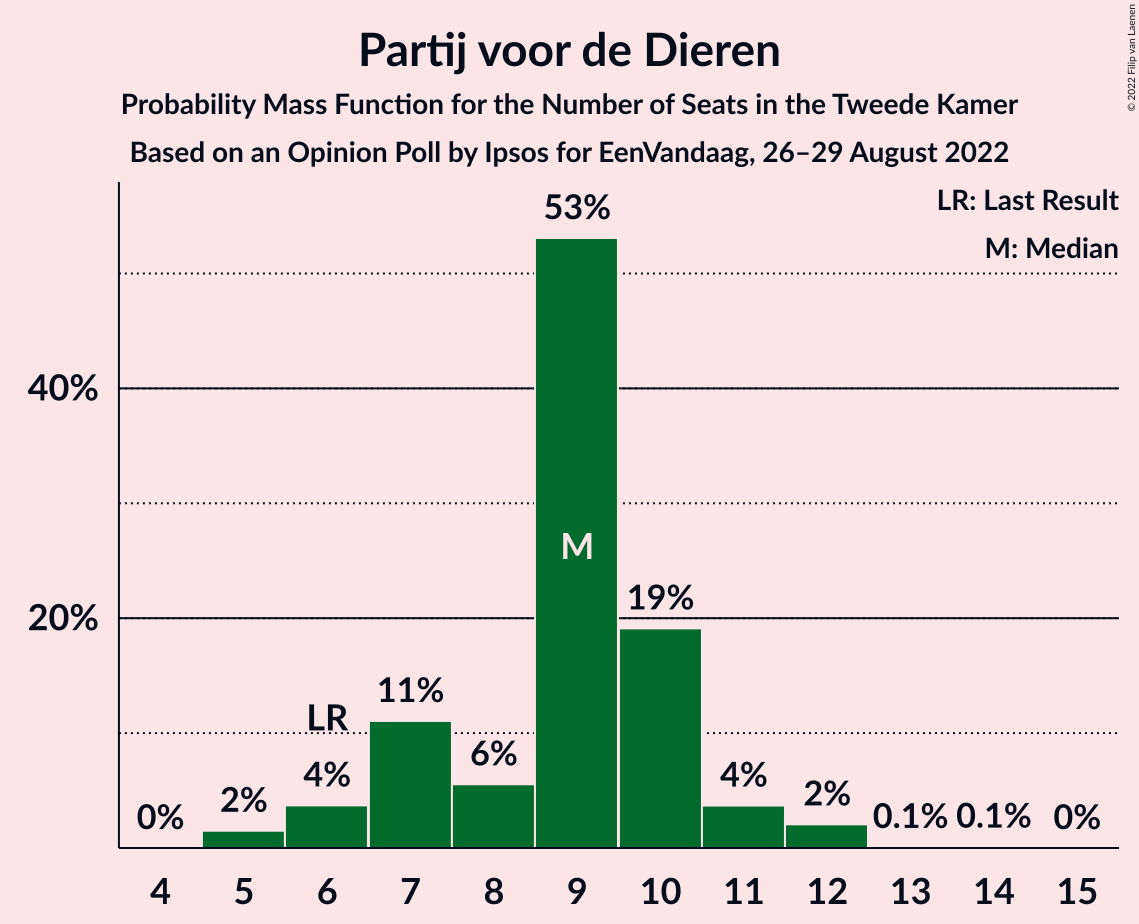 Partij voor de Dieren
Probability Mass Function for the Number of Seats in the Tweede Kamer
Based on an Opinion Poll by Ipsos for EenVandaag, 26–29 August 2022
© 2022 Filip van Laenen
LR: Last Result
M: Median
53%
40%
M
20%
19%
11%
LR
6%
4%
4%
2%
2%
0%
0.1%
0.1%
0%
4 5 6 7 8 9 10 11 12 13 14 15